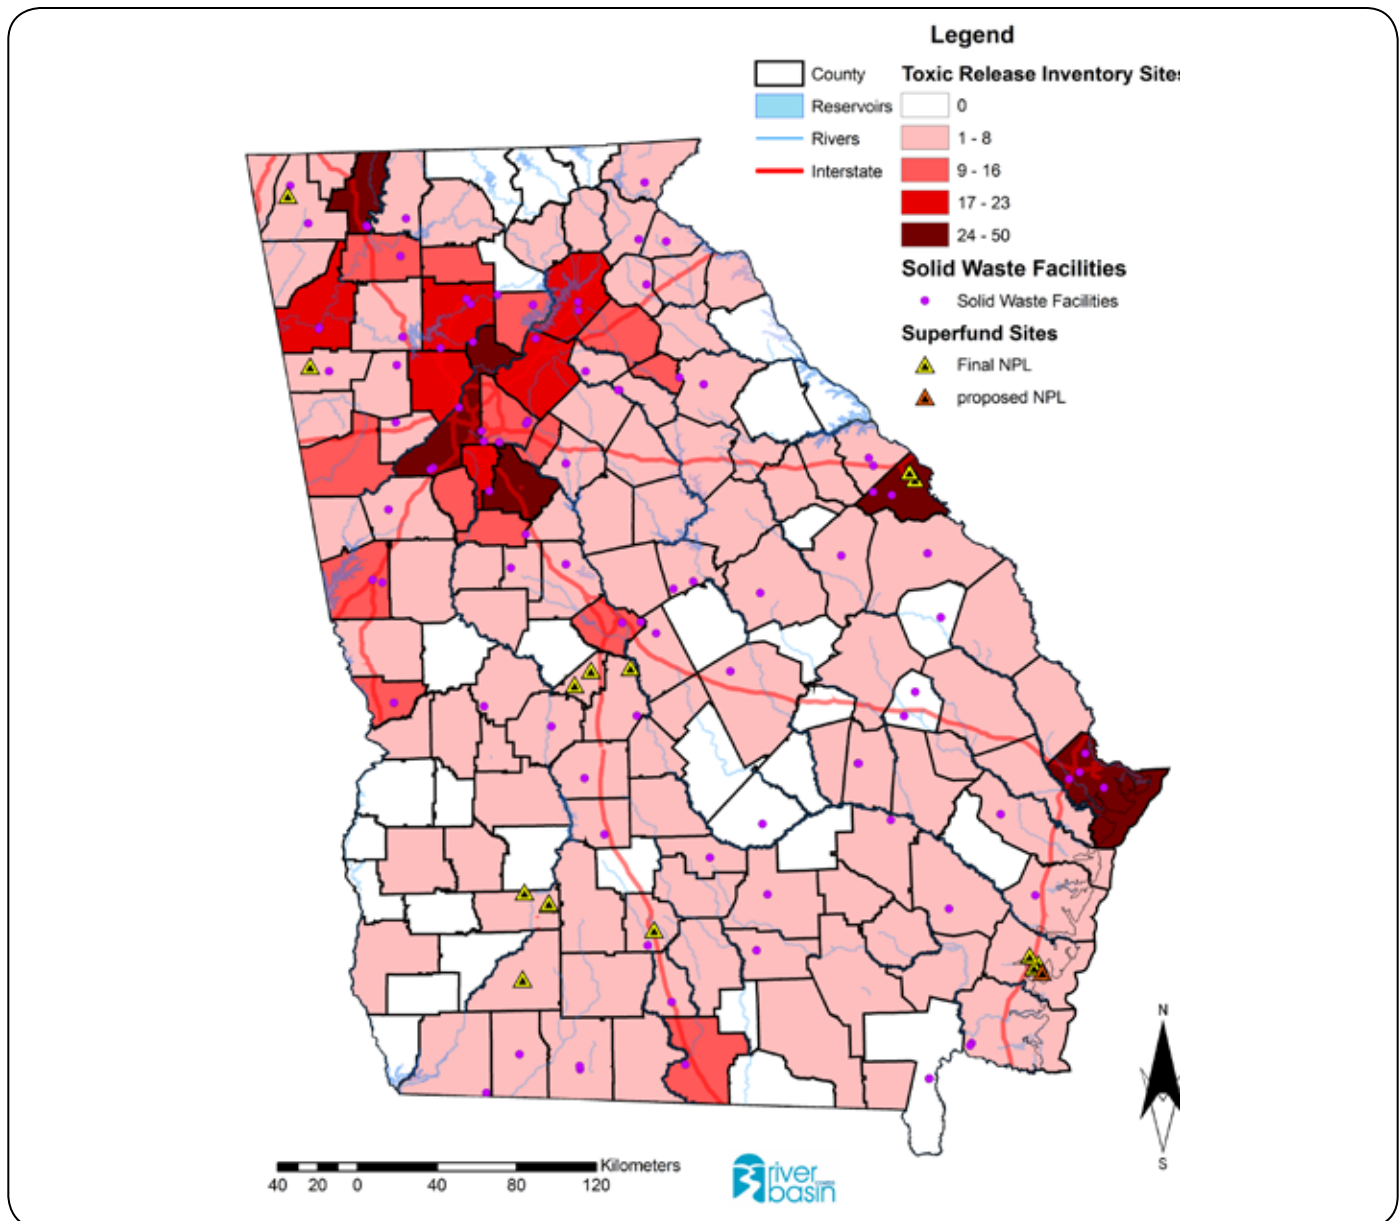 Legend
County
Reservoirs
Rivers
Interstate
Toxic Release Inventory Sites
0
1 - 8
9 - 16
17 - 23
24 - 50
Solid Waste Facilities
Solid Waste Facilities
Superfund Sites
Final NPL
proposed NPL
N
S
Kilometers
40 20 0 40 80 120
river
basin